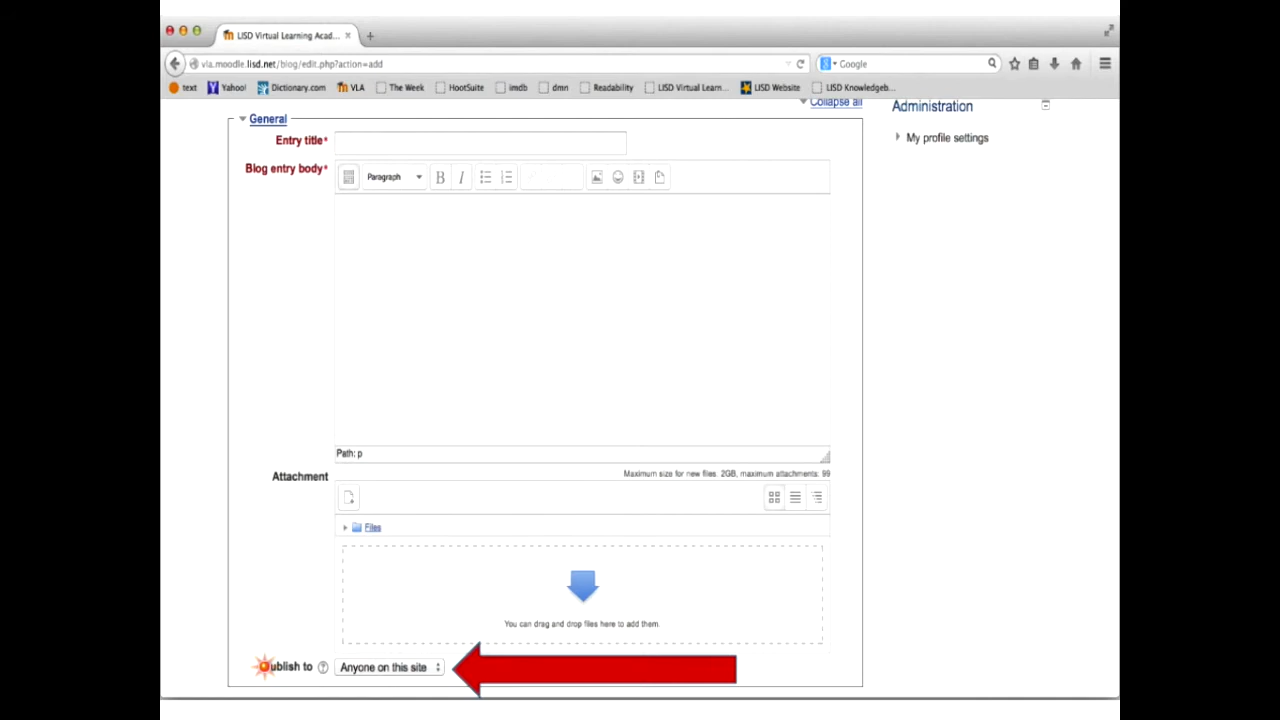 LISD Virtual Learning Acad...
vla.moodle.lisd.net/blog/edit.php?action=add
Google
text Yahoo! Dictionary.com VLA The Week HootSuite imdb dmn Readability LISD Virtual Learn... LISD Website LISD Knowledgeb...
Collapse all
Administration
General
My profile settings
Entry title*
Blog entry body*
Paragraph B I
Path: p
Attachment
Maximum size for new files: 2GB, maximum attachments: 99
Files
You can drag and drop files here to add them.
ublish to Anyone on this site